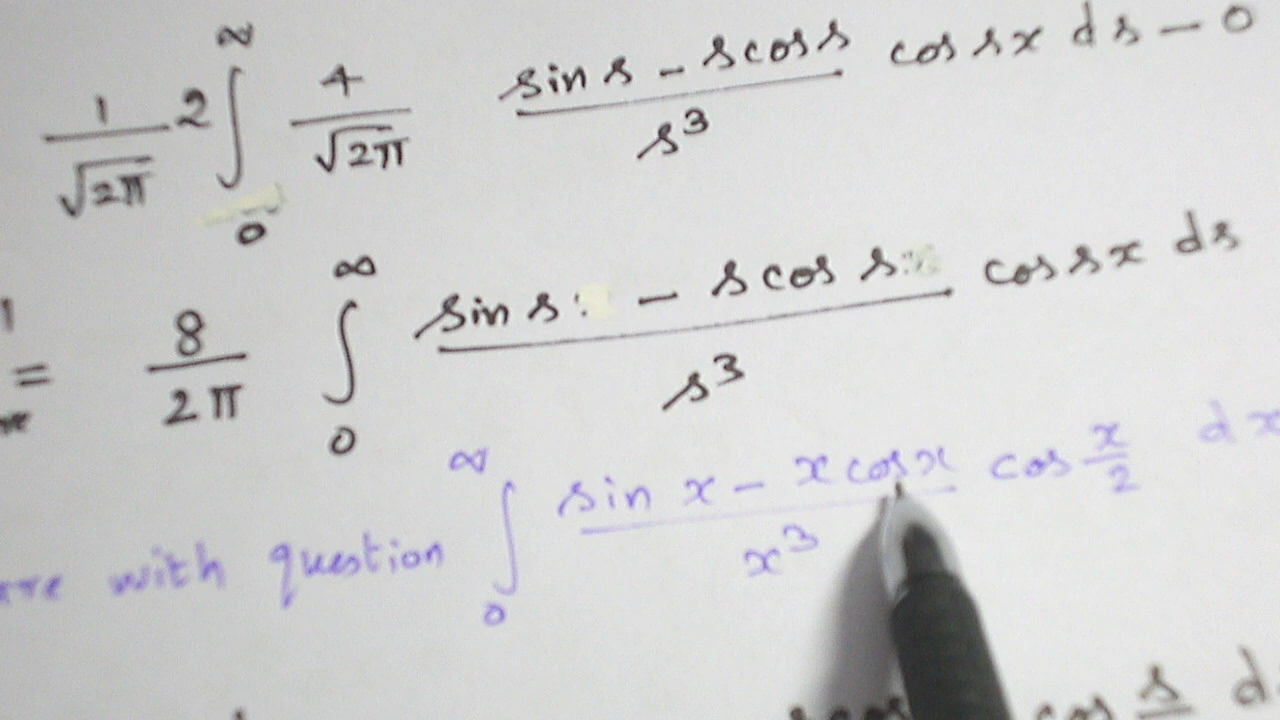 1/√2π 2 ∫₀^∞ 4/√2π (sin s - s cos s)/s³ cos sx ds - 0
= 8/2π ∫₀^∞ (sin s - s cos s)/s³ cos sx ds
with question ∫₀^∞ (sin x - x cos x)/x³ cos x/2 dx
cos s